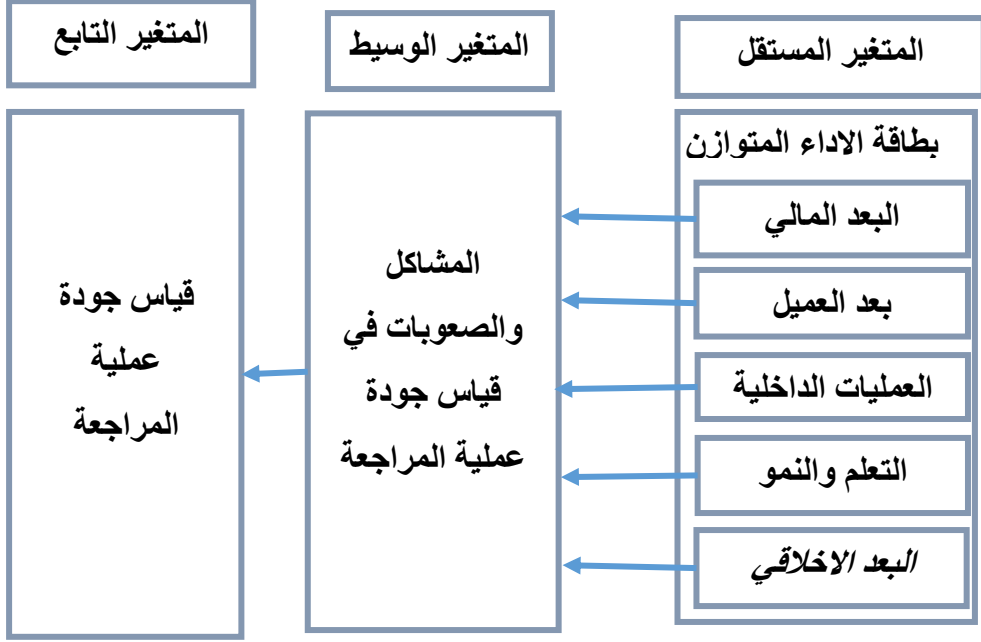 المتغير المستقل
المتغير الوسيط
المتغير التابع
بطاقة الاداء المتوازن
البعد المالي
بعد العميل
العمليات الداخلية
التعلم والنمو
البعد الاخلاقي
المشاكل
والصعوبات في
قياس جودة
عملية المراجعة
قياس جودة
عملية
المراجعة